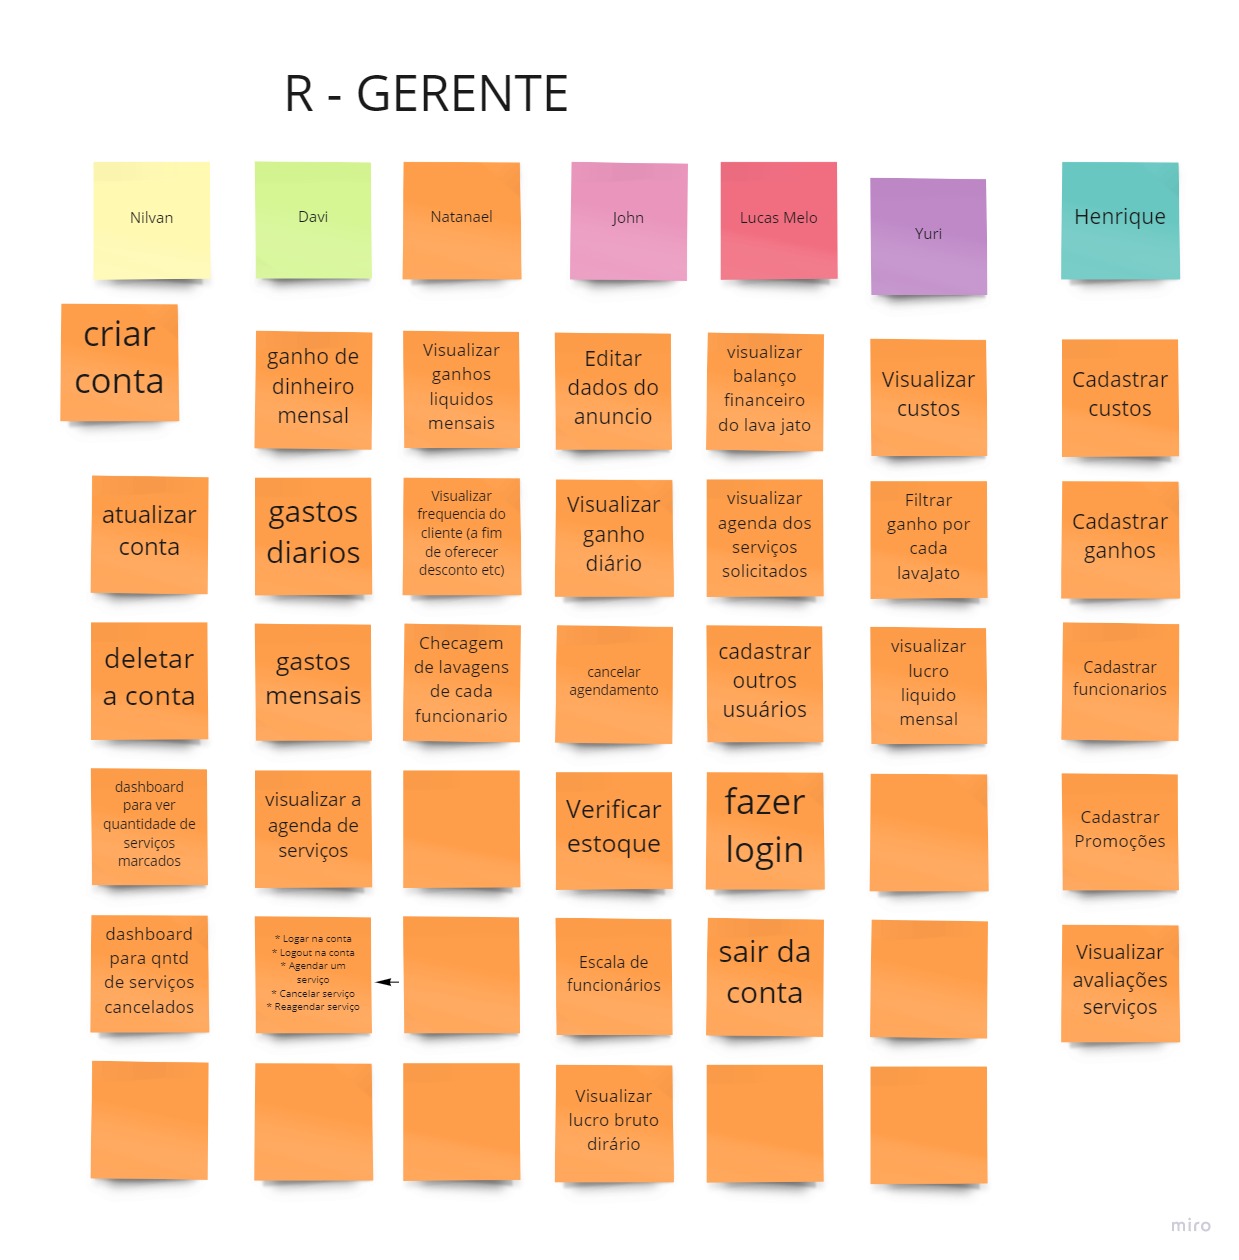 R - GERENTE
Nilvan
Davi
Natanael
John
Lucas Melo
Yuri
Henrique
criar
conta
ganho de
dinheiro
mensal
Visualizar
ganhos
liquidos
mensais
Editar
dados do
anuncio
visualizar
balanço
financeiro
do lava jato
Visualizar
custos
Cadastrar
custos
atualizar
conta
gastos
diarios
Visualizar
frequencia do
cliente (a fim
de oferecer
desconto etc)
Visualizar
ganho
diário
visualizar
agenda dos
serviços
solicitados
Filtrar
ganho por
cada
lavaJato
Cadastrar
ganhos
deletar
a conta
gastos
mensais
Checagem
de lavagens
de cada
funcionario
cancelar
agendamento
cadastrar
outros
usuários
visualizar
lucro
liquido
mensal
Cadastrar
funcionarios
dashboard
para ver
quantidade de
serviços
marcados
visualizar a
agenda de
serviços
Verificar
estoque
fazer
login
Cadastrar
Promoções
dashboard
para qntd
de serviços
cancelados
* Logar na conta
* Logout na conta
* Agendar um
serviço
* Cancelar serviço
* Reagendar serviço
Escala de
funcionários
sair da
conta
Visualizar
avaliações
serviços
Visualizar
lucro bruto
dirário
miro